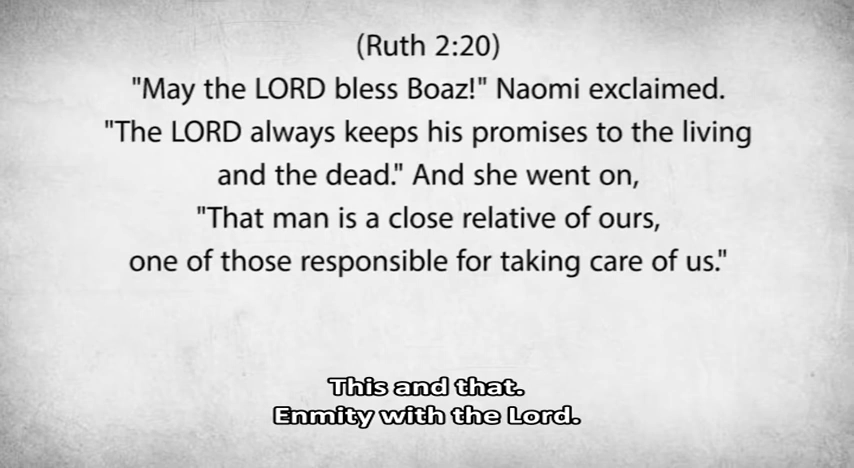 (Ruth 2:20)
"May the LORD bless Boaz!" Naomi exclaimed.
"The LORD always keeps his promises to the living
and the dead." And she went on,
"That man is a close relative of ours,
one of those responsible for taking care of us."
This and that.
Enmity with the Lord.